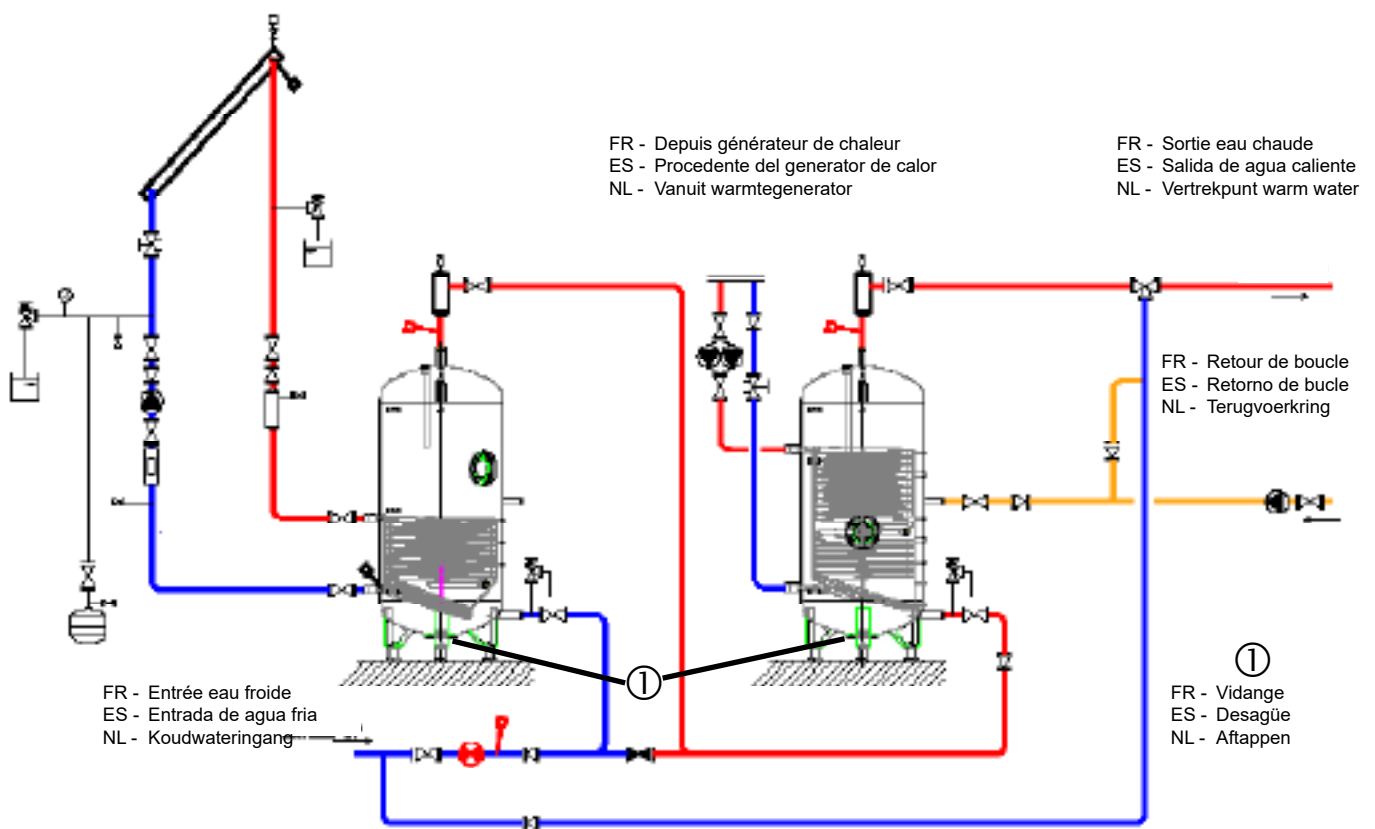 FR - Depuis générateur de chaleur
ES - Procedente del generator de calor
NL - Vanuit warmtegenerator
FR - Sortie eau chaude
ES - Salida de agua caliente
NL - Vertrekpunt warm water
FR - Retour de boucle
ES - Retorno de bucle
NL - Terugvoerkring
①
①
FR - Vidange
ES - Desagüe
NL - Aftappen
FR - Entrée eau froide
ES - Entrada de agua fria
NL - Koudwateringang